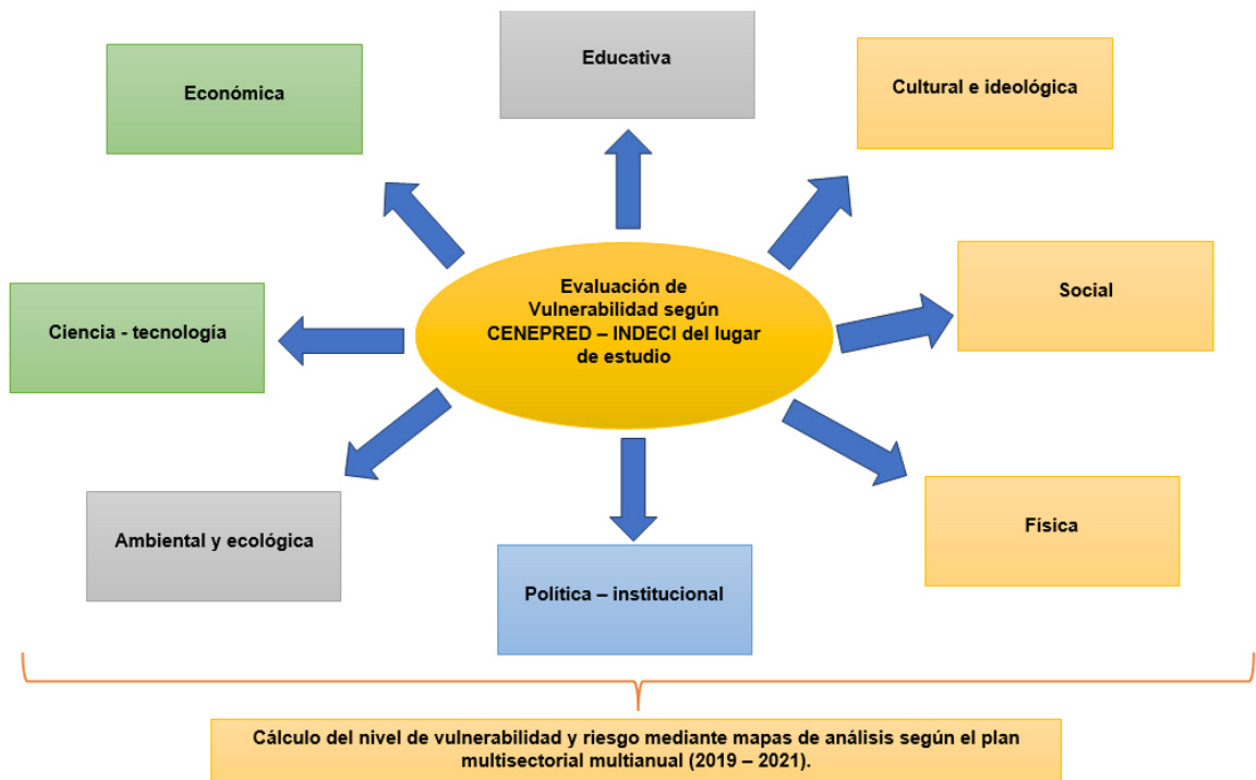 Educativa
Económica
Cultural e ideológica
Evaluación de
Vulnerabilidad según
CENEPRED – INDECI del lugar
de estudio
Social
Ciencia - tecnología
Ambiental y ecológica
Física
Política – institucional
Cálculo del nivel de vulnerabilidad y riesgo mediante mapas de análisis según el plan
multisectorial multianual (2019 – 2021).